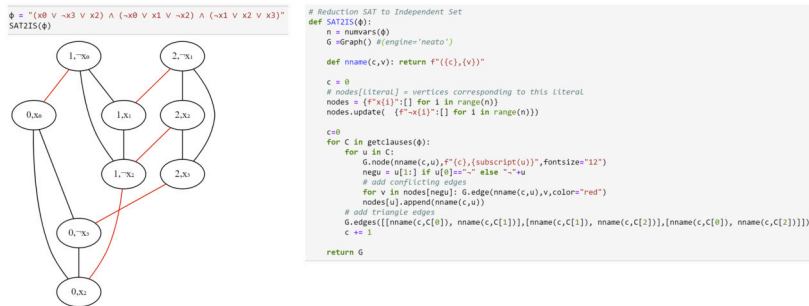 φ = "(x0 ∨ ¬x3 ∨ x2) ∧ (¬x0 ∨ x1 ∨ ¬x2) ∧ (¬x1 ∨ x2 ∨ x3)"
SAT2IS(φ)
1,¬x₀
2,¬x₁
0,x₀
1,x₁
2,x₂
1,¬x₂
2,x₃
0,¬x₃
0,x₂
# Reduction SAT to Independent Set
def SAT2IS(φ):
n = numvars(φ)
G =Graph() #(engine='neato')
def nname(c,v): return f"({c},{v})"
c = 0
# nodes[literal] = vertices corresponding to this literal
nodes = {f"x{i}":[] for i in range(n)}
nodes.update( {f"¬x{i}":[] for i in range(n)})
c=0
for C in getclauses(φ):
for u in C:
G.node(nname(c,u),f"{c},{subscript(u)}",fontsize="12")
negu = u[1:] if u[0]=="¬" else "¬"+u
# add conflicting edges
for v in nodes[negu]: G.edge(nname(c,u),v,color="red")
nodes[u].append(nname(c,u))
# add triangle edges
G.edges([[nname(c,C[0]), nname(c,C[1])],[nname(c,C[1]), nname(c,C[2])],[nname(c,C[0]), nname(c,C[2])]])
c += 1
return G